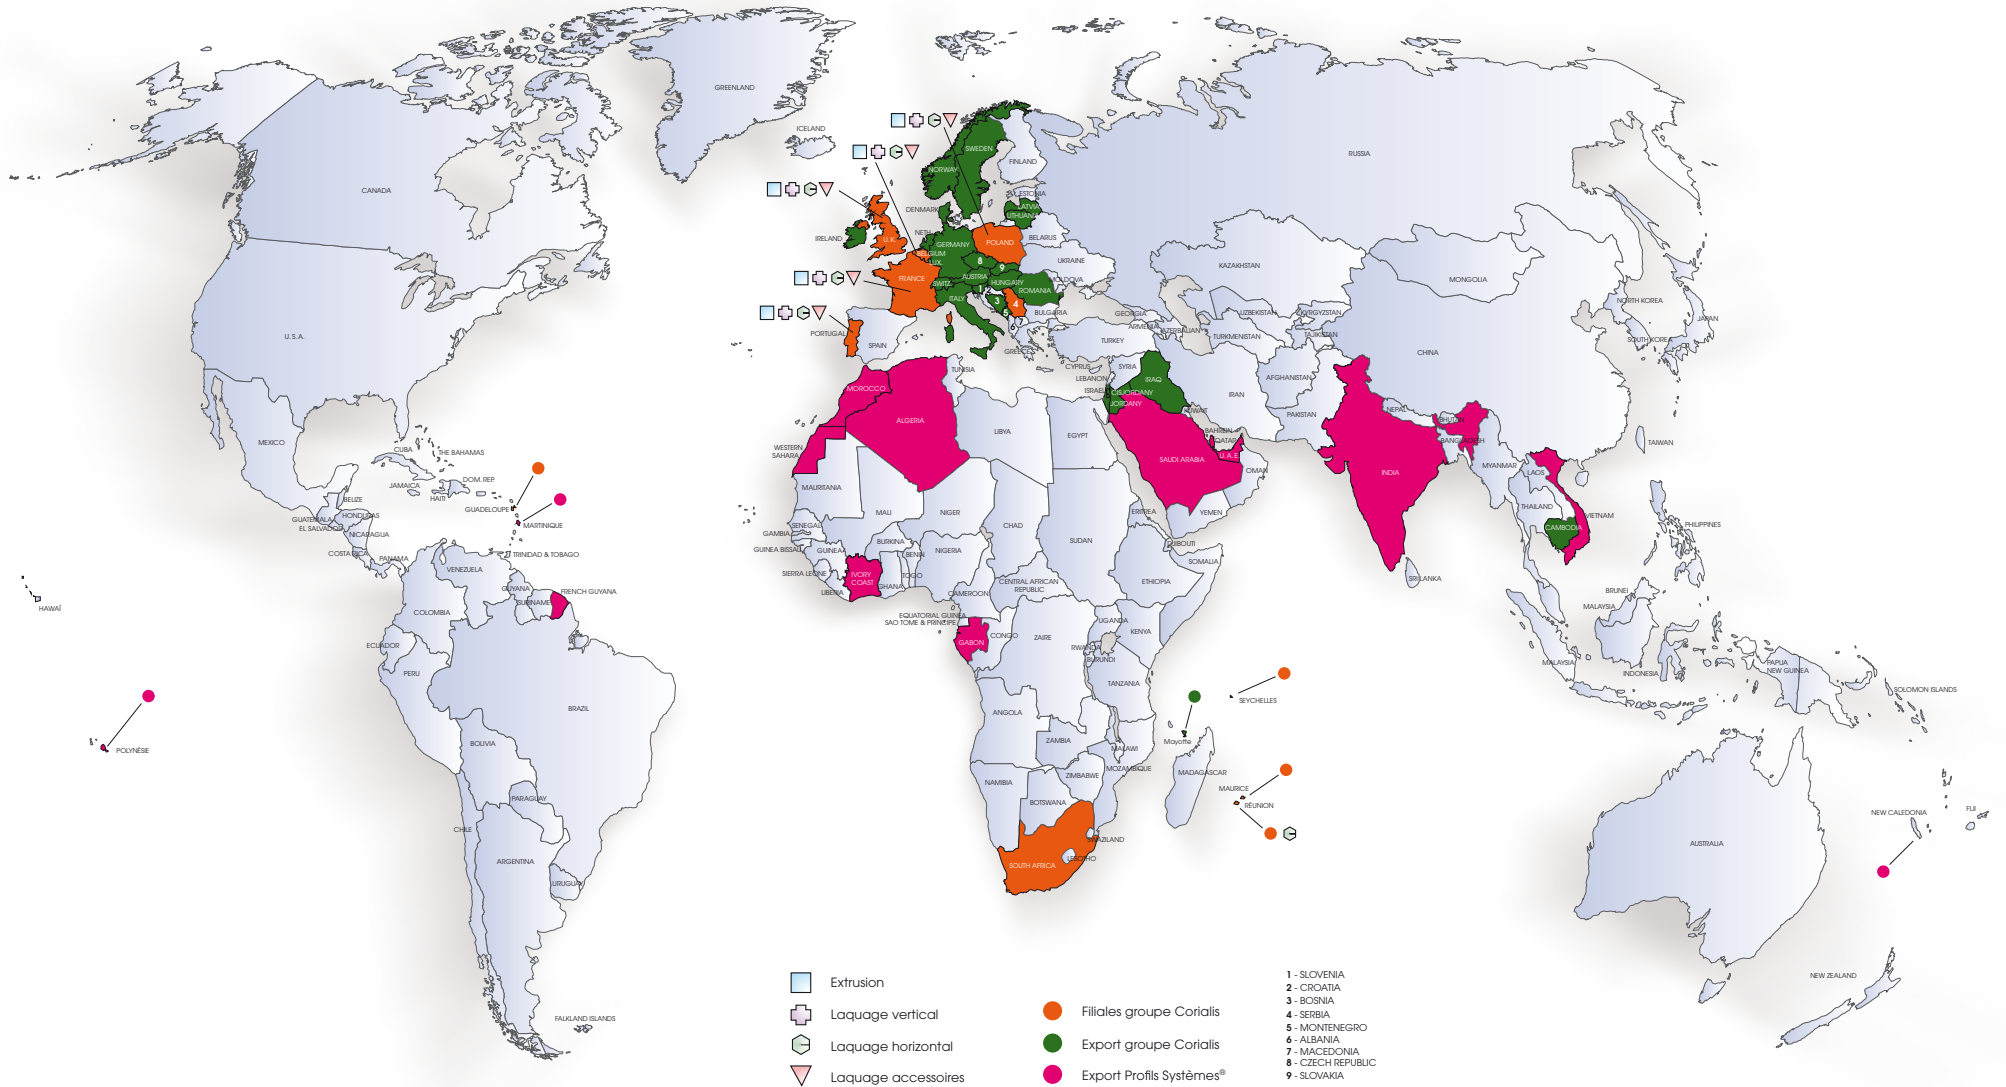 GREENLAND
ICELAND
CANADA
U.S.A.
MEXICO
CUBA
THE BAHAMAS
JAMAICA
HAITI
DOM. REP.
BELIZE
GUADELOUPE
MARTINIQUE
GUATEMALA
HONDURAS
EL SALVADOR
NICARAGUA
COSTA RICA
PANAMA
TRINIDAD & TOBAGO
VENEZUELA
GUYANA
SURINAME
FRENCH GUYANA
COLOMBIA
ECUADOR
PERU
BRAZIL
BOLIVIA
PARAGUAY
CHILE
ARGENTINA
URUGUAY
FALKLAND ISLANDS
HAWAÏ
POLYNÉSIE
SWEDEN
NORWAY
FINLAND
ESTONIA
LATVIA
LITHUANIA
DENMARK
IRELAND
U.K.
NETH.
BELGIUM
LUX.
GERMANY
POLAND
BELARUS
UKRAINE
MOLDOVA
FRANCE
SWITZ.
AUSTRIA
HUNGARY
ROMANIA
ITALY
BULGARIA
GREECE
PORTUGAL
SPAIN
8
9
2
3
4
5
6
7
RUSSIA
KAZAKHSTAN
MONGOLIA
GEORGIA
ARMENIA
AZERBAIJAN
UZBEKISTAN
KYRGYZSTAN
TURKMENISTAN
TAJIKISTAN
TURKEY
CYPRUS
SYRIA
LEBANON
ISRAEL
CISJORDANY
JORDANY
IRAQ
IRAN
AFGHANISTAN
PAKISTAN
KUWAIT
BAHREIN
QATAR
U.A.E.
SAUDI ARABIA
OMAN
YEMEN
CHINA
NORTH KOREA
SOUTH KOREA
JAPAN
TAIWAN
NEPAL
BHUTAN
BANGLADESH
INDIA
SRI LANKA
MYANMAR
LAOS
THAILAND
VIETNAM
CAMBODIA
PHILIPPINES
BRUNEI
MALAYSIA
MALAYSIA
INDONESIA
PAPUA
NEW GUINEA
SOLOMON ISLANDS
AUSTRALIA
NEW CALEDONIA
FIJI
NEW ZEALAND
MOROCCO
ALGERIA
TUNISIA
LIBYA
EGYPT
WESTERN
SAHARA
MAURITANIA
MALI
NIGER
CHAD
SUDAN
ERITREA
DJIBOUTI
SOMALIA
ETHIOPIA
SENEGAL
GAMBIA
GUINEA BISSAU
GUINEA
SIERRA LEONE
LIBERIA
IVORY
COAST
BURKINA
GHANA
TOGO
BENIN
NIGERIA
CAMEROON
CENTRAL AFRICAN
REPUBLIC
EQUATORIAL GUINEA
SAO TOME & PRINCIPE
GABON
CONGO
ZAIRE
UGANDA
KENYA
RWANDA
BURUNDI
TANZANIA
ANGOLA
ZAMBIA
MALAWI
MOZAMBIQUE
ZIMBABWE
NAMIBIA
BOTSWANA
SOUTH AFRICA
SWAZILAND
LESOTHO
MADAGASCAR
Mayotte
SEYCHELLES
MAURICE
RÉUNION
Extrusion
Laquage vertical
Laquage horizontal
Laquage accessoires
Filiales groupe Corialis
Export groupe Corialis
Export Profils Systèmes®
1 - SLOVENIA
2 - CROATIA
3 - BOSNIA
4 - SERBIA
5 - MONTENEGRO
6 - ALBANIA
7 - MACEDONIA
8 - CZECH REPUBLIC
9 - SLOVAKIA